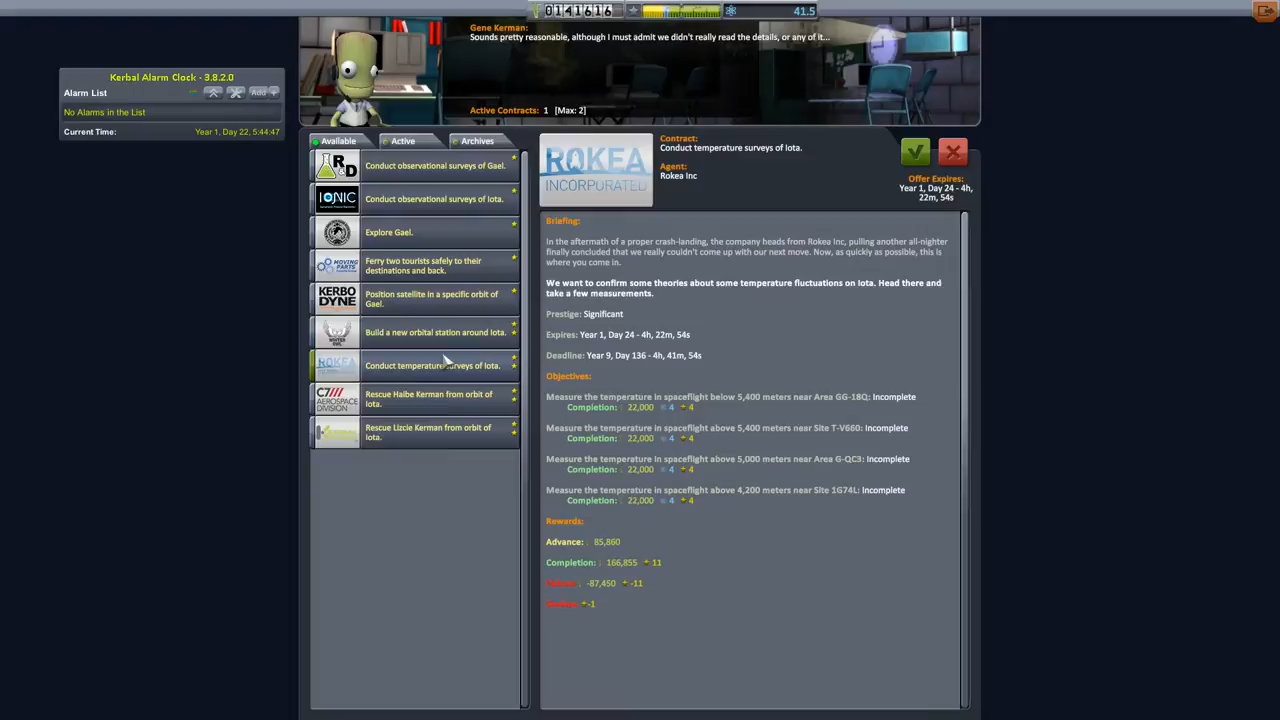 0141616
41.5
Gene Kerman:
Sounds pretty reasonable, although I must admit we didn't really read the details, or any of it...
Active Contracts: 1 [Max: 2]
Kerbal Alarm Clock - 3.8.2.0
Alarm List
Add +
No Alarms in the List
Current Time: Year 1, Day 22, 5:44:47
Available
Active
Archives
R&D
Conduct observational surveys of Gael.
IONIC
Conduct observational surveys of Iota.
Explore Gael.
MOVING PARTS
Ferry two tourists safely to their
destinations and back.
KERBO DYNE
Position satellite in a specific orbit of
Gael.
Build a new orbital station around Iota.
ROKEA
Conduct temperature surveys of Iota.
C7 AEROSPACE DIVISION
Rescue Haibe Kerman from orbit of
Iota.
Rescue Lizcie Kerman from orbit of
Iota.
ROKEA
INCORPORATED
Contract:
Conduct temperature surveys of Iota.
Agent:
Rokea Inc
Offer Expires:
Year 1, Day 24 - 4h,
22m, 54s
Briefing:
In the aftermath of a proper crash-landing, the company heads from Rokea Inc, pulling another all-nighter
finally concluded that we really couldn't come up with our next move. Now, as quickly as possible, this is
where you come in.
We want to confirm some theories about some temperature fluctuations on Iota. Head there and
take a few measurements.
Prestige: Significant
Expires: Year 1, Day 24 - 4h, 22m, 54s
Deadline: Year 9, Day 136 - 4h, 41m, 54s
Objectives:
Measure the temperature in spaceflight below 5,400 meters near Area GG-18Q: Incomplete
Completion: 22,000 4 4
Measure the temperature in spaceflight above 5,400 meters near Site T-V660: Incomplete
Completion: 22,000 4 4
Measure the temperature in spaceflight above 5,000 meters near Area G-QC3: Incomplete
Completion: 22,000 4 4
Measure the temperature in spaceflight above 4,200 meters near Site 1G74L: Incomplete
Completion: 22,000 4 4
Rewards:
Advance: 85,860
Completion: 166,855 11
-87,450 -11
-1